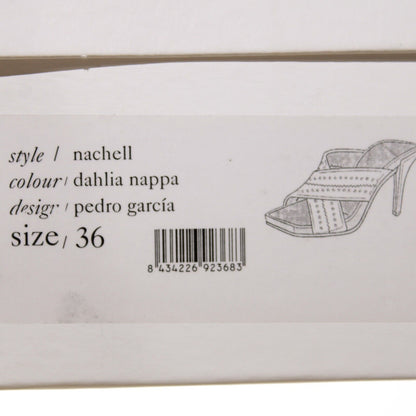 style / nachell
colour / dahlia nappa
design / pedro garcía
size / 36
8 434226 923683